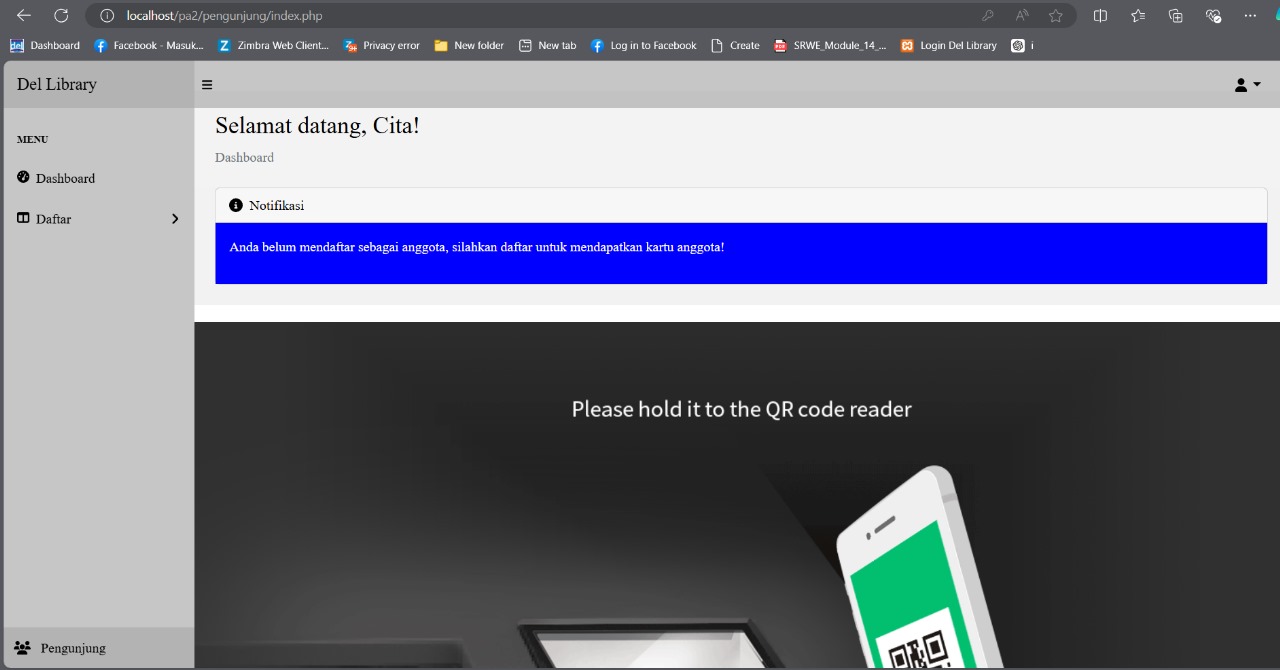 localhost/pa2/pengunjung/index.php
Dashboard Facebook - Masuk... Zimbra Web Client... Privacy error New folder New tab Log in to Facebook Create SRWE_Module_14_... Login Del Library i
Del Library
MENU
Dashboard
Daftar
Selamat datang, Cita!
Dashboard
Notifikasi
Anda belum mendaftar sebagai anggota, silahkan daftar untuk mendapatkan kartu anggota!
Please hold it to the QR code reader
Pengunjung